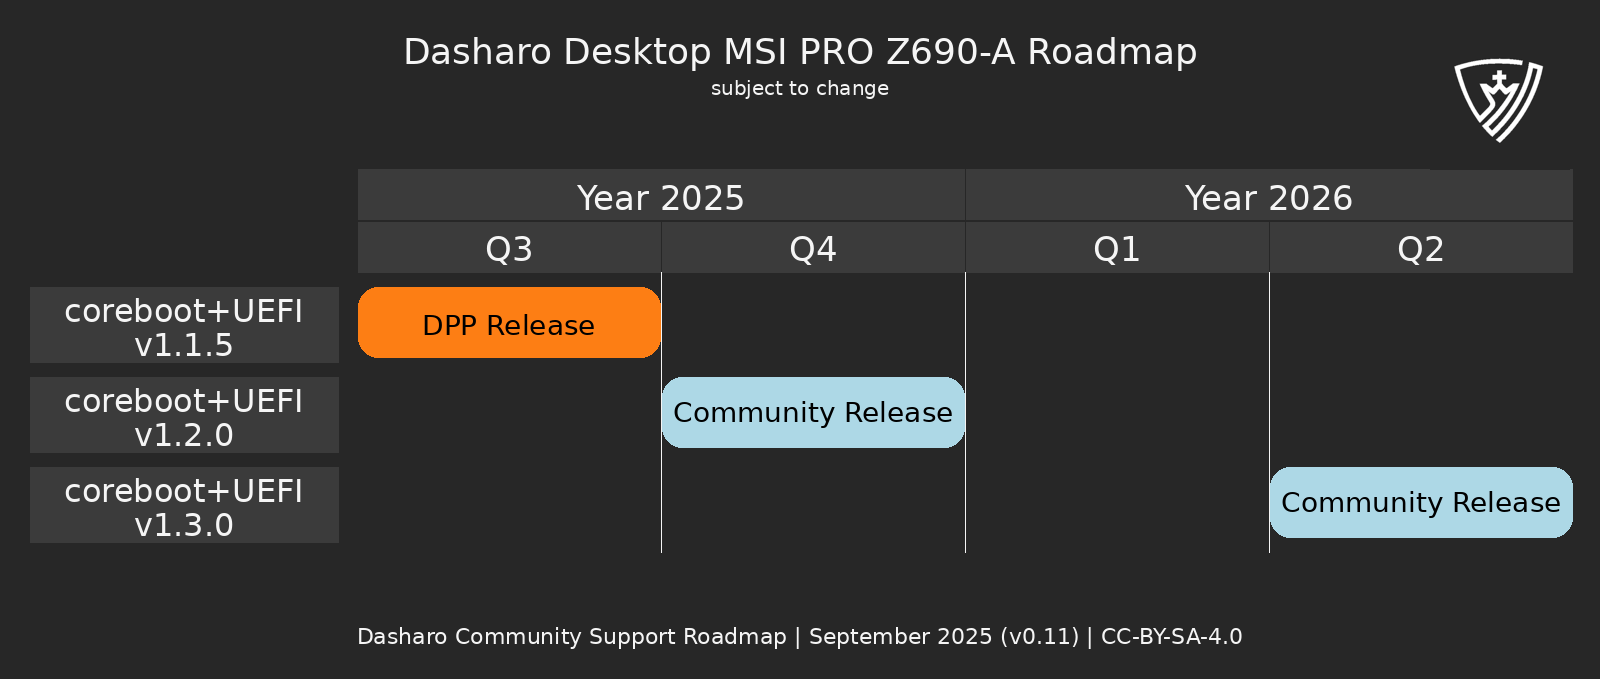 Dasharo Desktop MSI PRO Z690-A Roadmap
subject to change
Year 2025
Year 2026
Q3
Q4
Q1
Q2
coreboot+UEFI
v1.1.5
DPP Release
coreboot+UEFI
v1.2.0
Community Release
coreboot+UEFI
v1.3.0
Community Release
Dasharo Community Support Roadmap | September 2025 (v0.11) | CC-BY-SA-4.0